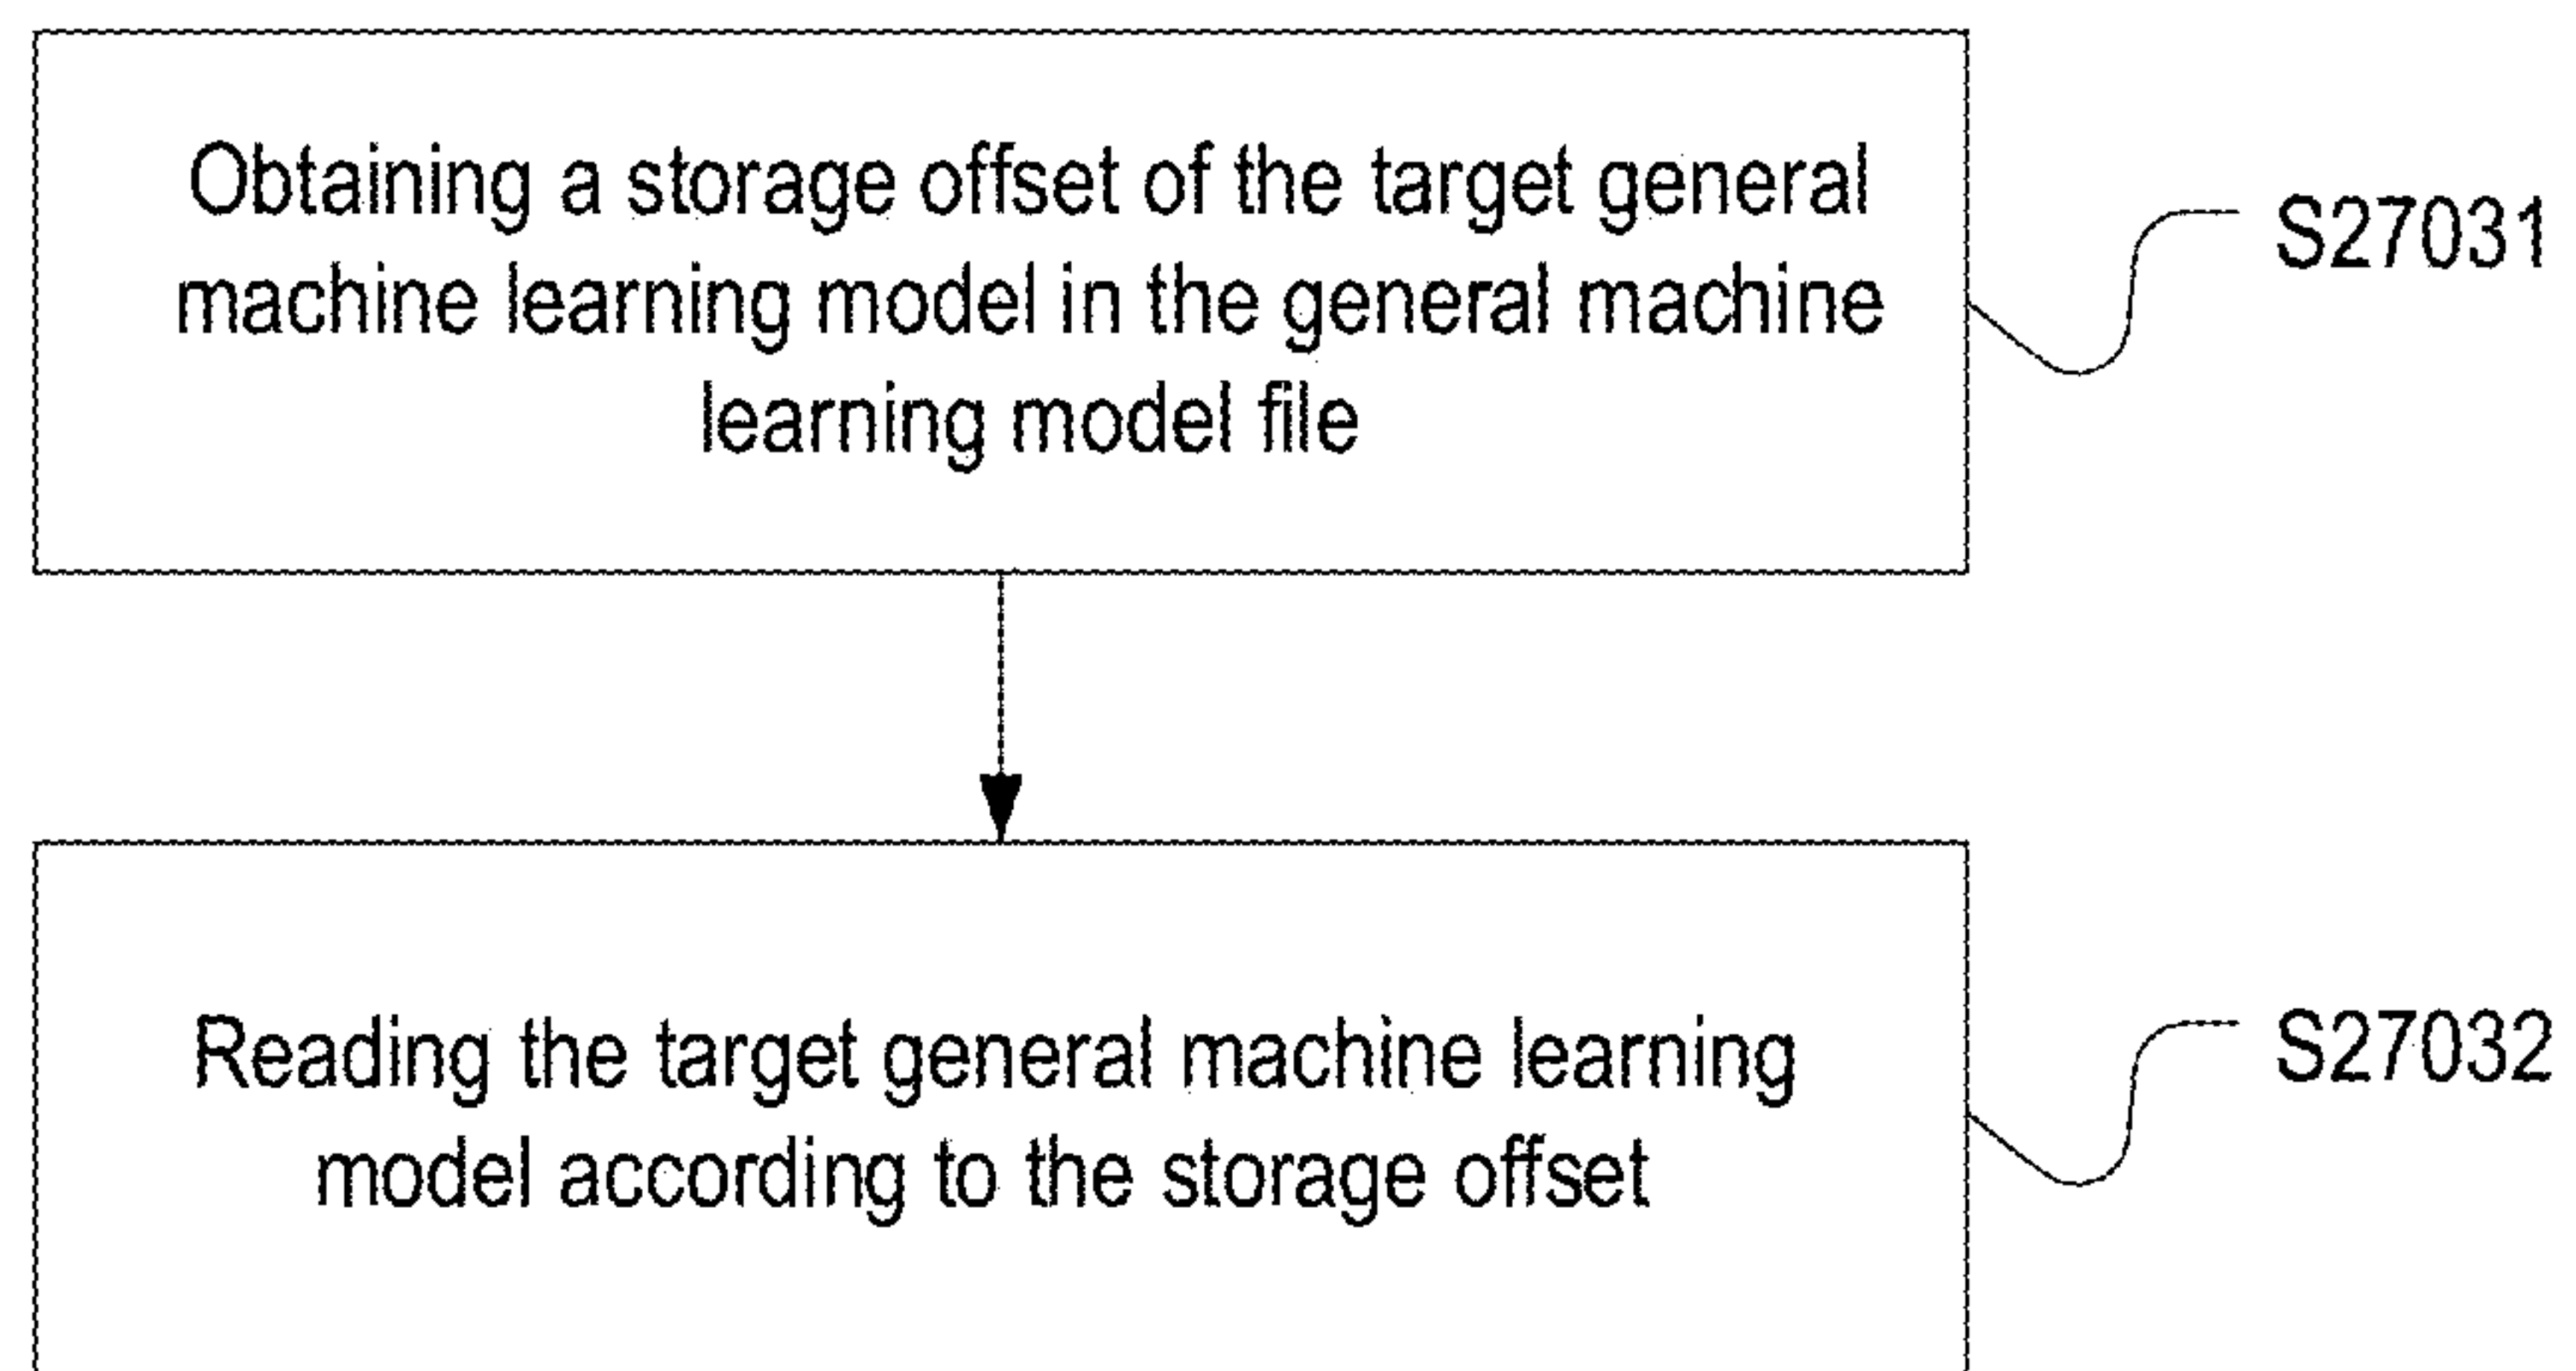 Obtaining a storage offset of the target general
machine learning model in the general machine
learning model file
S27031
Reading the target general machine learning
model according to the storage offset
S27032